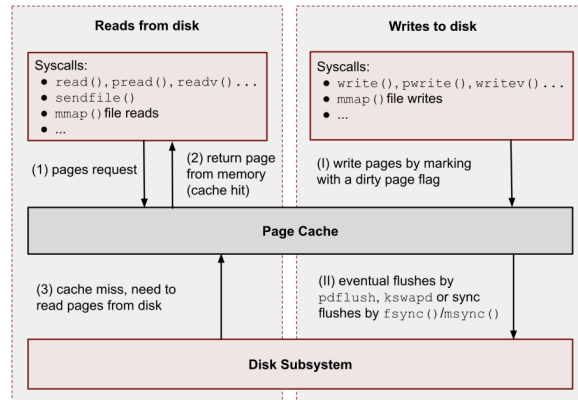 Reads from disk
Writes to disk
Syscalls:
● read(), pread(), readv()...
● sendfile()
● mmap() file reads
● ...
Syscalls:
● write(), pwrite(), writev()...
● mmap() file writes
● ...
(1) pages request
(2) return page
from memory
(cache hit)
(I) write pages by marking
with a dirty page flag
Page Cache
(3) cache miss, need to
read pages from disk
(II) eventual flushes by
pdflush, kswapd or sync
flushes by fsync()/msync()
Disk Subsystem